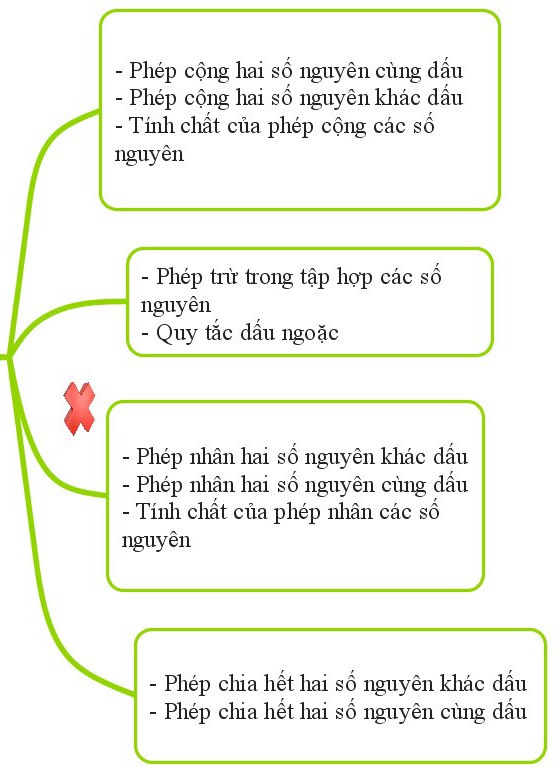 - Phép cộng hai số nguyên cùng dấu
- Phép cộng hai số nguyên khác dấu
- Tính chất của phép cộng các số
nguyên
- Phép trừ trong tập hợp các số
nguyên
- Quy tắc dấu ngoặc
- Phép nhân hai số nguyên khác dấu
- Phép nhân hai số nguyên cùng dấu
- Tính chất của phép nhân các số
nguyên
- Phép chia hết hai số nguyên khác dấu
- Phép chia hết hai số nguyên cùng dấu